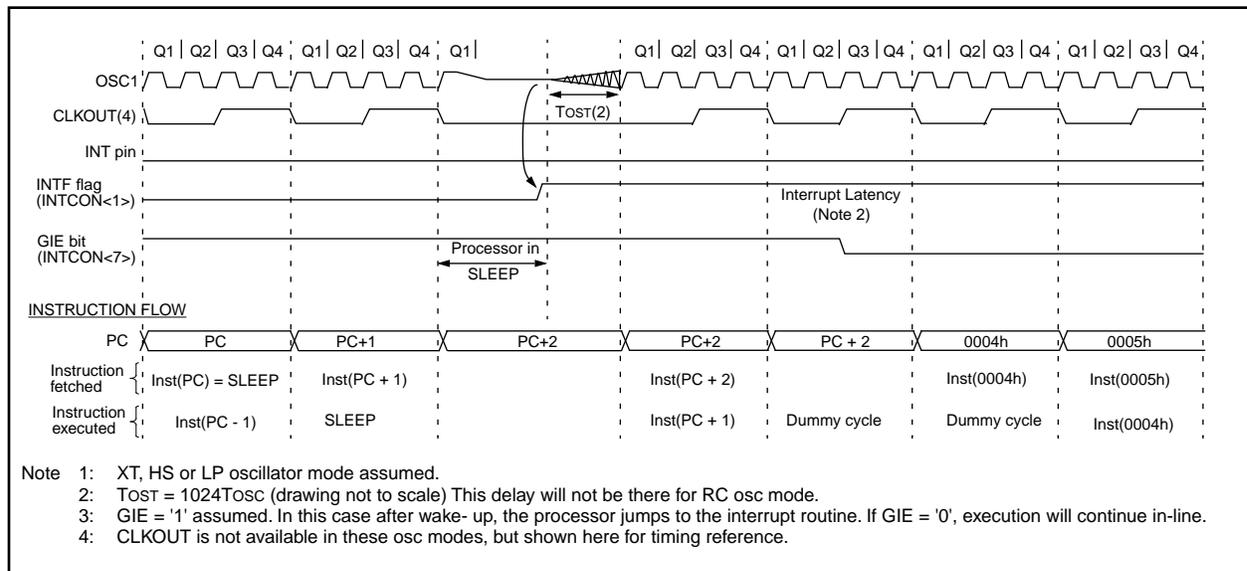 Q1 Q2 Q3 Q4 Q1 Q2 Q3 Q4 Q1 Q1 Q2 Q3 Q4 Q1 Q2 Q3 Q4 Q1 Q2 Q3 Q4 Q1 Q2 Q3 Q4
OSC1
TOST(2)
CLKOUT(4)
INT pin
INTF flag
(INTCON<1>)
Interrupt Latency
(Note 2)
GIE bit
(INTCON<7>)
Processor in
SLEEP
INSTRUCTION FLOW
PC PC PC+1 PC+2 PC+2 PC + 2 0004h 0005h
Instruction
fetched
Inst(PC) = SLEEP Inst(PC + 1) Inst(PC + 2) Inst(0004h) Inst(0005h)
Instruction
executed
Inst(PC - 1) SLEEP Inst(PC + 1) Dummy cycle Dummy cycle Inst(0004h)
Note 1: XT, HS or LP oscillator mode assumed.
2: TOST = 1024TOSC (drawing not to scale) This delay will not be there for RC osc mode.
3: GIE = '1' assumed. In this case after wake- up, the processor jumps to the interrupt routine. If GIE = '0', execution will continue in-line.
4: CLKOUT is not available in these osc modes, but shown here for timing reference.